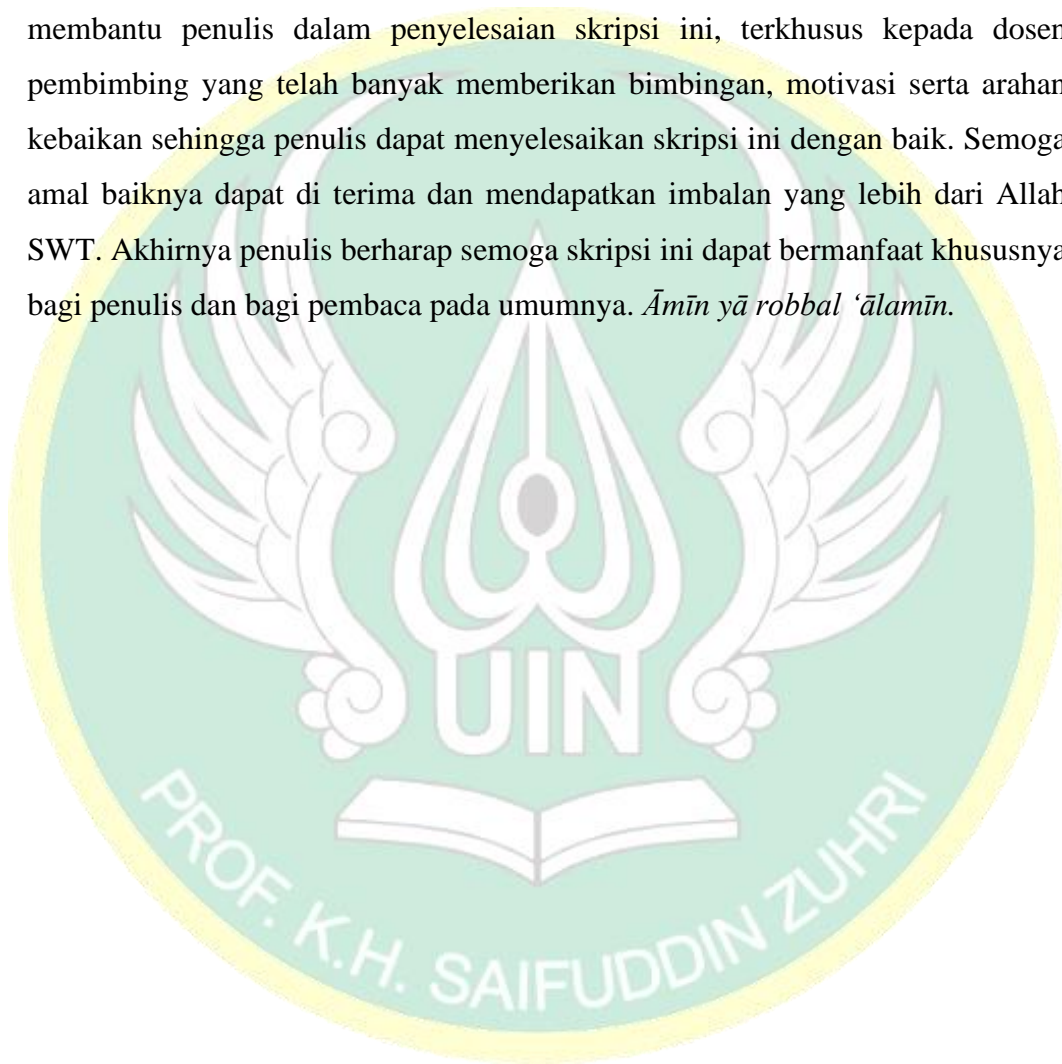 membantu penulis dalam penyelesaian skripsi ini, terkhusus kepada dosen
pembimbing yang telah banyak memberikan bimbingan, motivasi serta arahan
kebaikan sehingga penulis dapat menyelesaikan skripsi ini dengan baik. Semoga
amal baiknya dapat di terima dan mendapatkan imbalan yang lebih dari Allah
SWT. Akhirnya penulis berharap semoga skripsi ini dapat bermanfaat khususnya
bagi penulis dan bagi pembaca pada umumnya. Āmīn yā robbal ‘ālamīn.
UIN
PROF. K.H. SAIFUDDIN ZUHRI